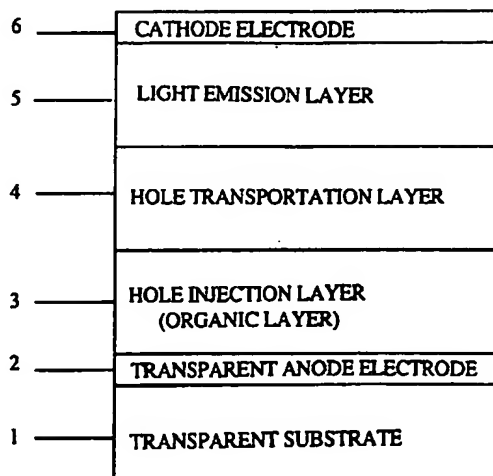 6 CATHODE ELECTRODE
5 LIGHT EMISSION LAYER
4 HOLE TRANSPORTATION LAYER
3 HOLE INJECTION LAYER
(ORGANIC LAYER)
2 TRANSPARENT ANODE ELECTRODE
1 TRANSPARENT SUBSTRATE